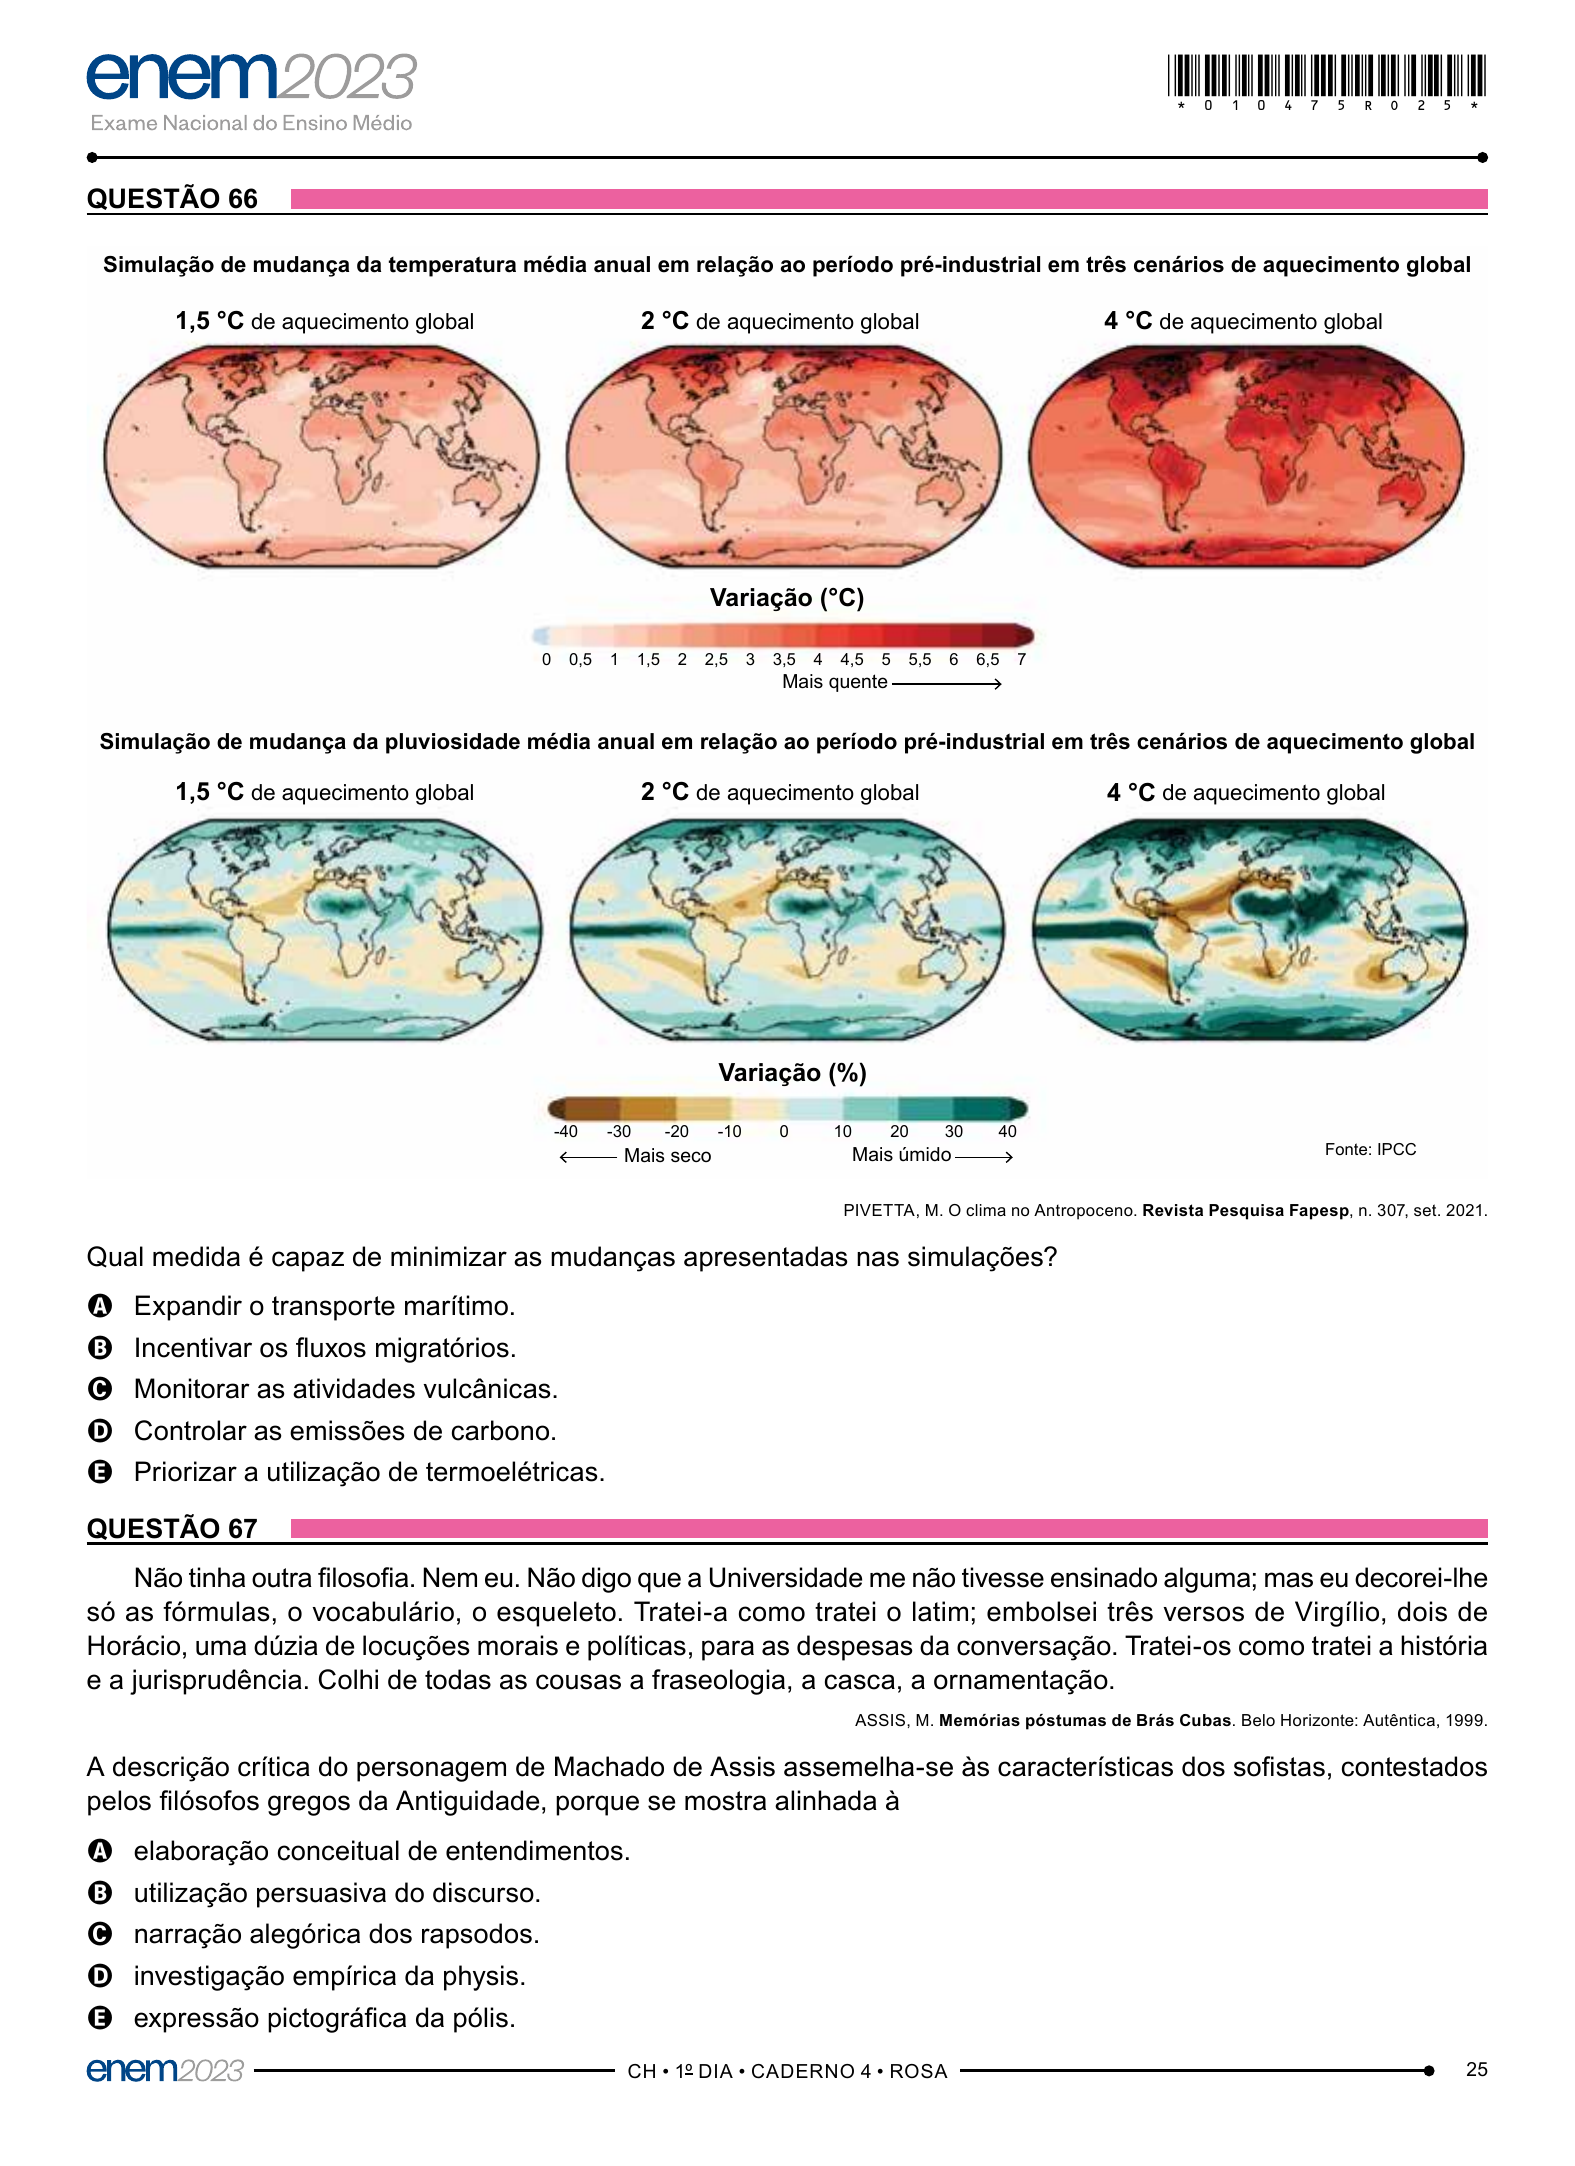 enem2023
Exame Nacional do Ensino Médio
*010475R025*
QUESTÃO 66
Simulação de mudança da temperatura média anual em relação ao período pré-industrial em três cenários de aquecimento global
1,5 °C de aquecimento global
2 °C de aquecimento global
4 °C de aquecimento global
Variação (°C)
0 0,5 1 1,5 2 2,5 3 3,5 4 4,5 5 5,5 6 6,5 7
Mais quente
Simulação de mudança da pluviosidade média anual em relação ao período pré-industrial em três cenários de aquecimento global
1,5 °C de aquecimento global
2 °C de aquecimento global
4 °C de aquecimento global
Variação (%)
-40 -30 -20 -10 0 10 20 30 40
Mais seco
Mais úmido
Fonte: IPCC
PIVETTA, M. O clima no Antropoceno. Revista Pesquisa Fapesp, n. 307, set. 2021.
Qual medida é capaz de minimizar as mudanças apresentadas nas simulações?
A Expandir o transporte marítimo.
B Incentivar os fluxos migratórios.
C Monitorar as atividades vulcânicas.
D Controlar as emissões de carbono.
E Priorizar a utilização de termoelétricas.
QUESTÃO 67
Não tinha outra filosofia. Nem eu. Não digo que a Universidade me não tivesse ensinado alguma; mas eu decorei-lhe
só as fórmulas, o vocabulário, o esqueleto. Tratei-a como tratei o latim; embolsei três versos de Virgílio, dois de
Horácio, uma dúzia de locuções morais e políticas, para as despesas da conversação. Tratei-os como tratei a história
e a jurisprudência. Colhi de todas as cousas a fraseologia, a casca, a ornamentação.
ASSIS, M. Memórias póstumas de Brás Cubas. Belo Horizonte: Autêntica, 1999.
A descrição crítica do personagem de Machado de Assis assemelha-se às características dos sofistas, contestados
pelos filósofos gregos da Antiguidade, porque se mostra alinhada à
A elaboração conceitual de entendimentos.
B utilização persuasiva do discurso.
C narração alegórica dos rapsodos.
D investigação empírica da physis.
E expressão pictográfica da pólis.
enem2023
CH • 1º DIA • CADERNO 4 • ROSA
25